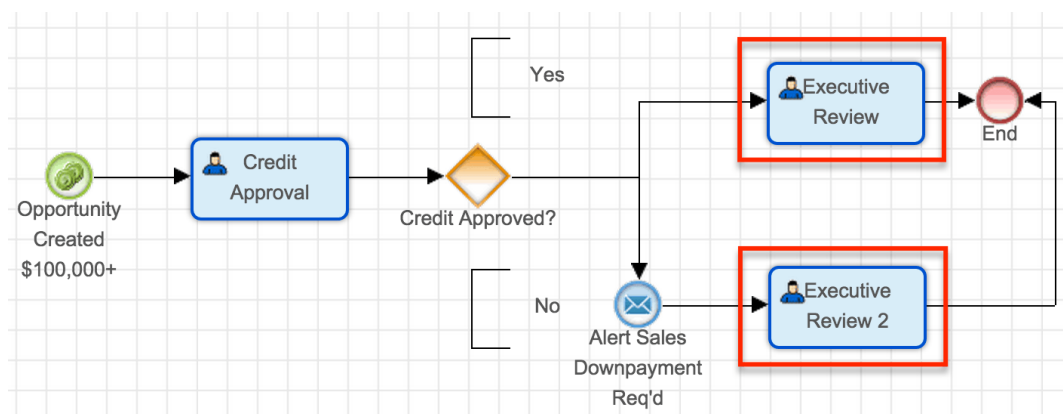 Opportunity
Created
$100,000+
Credit
Approval
Credit Approved?
Yes
No
Executive
Review
End
Alert Sales
Downpayment
Req'd
Executive
Review 2